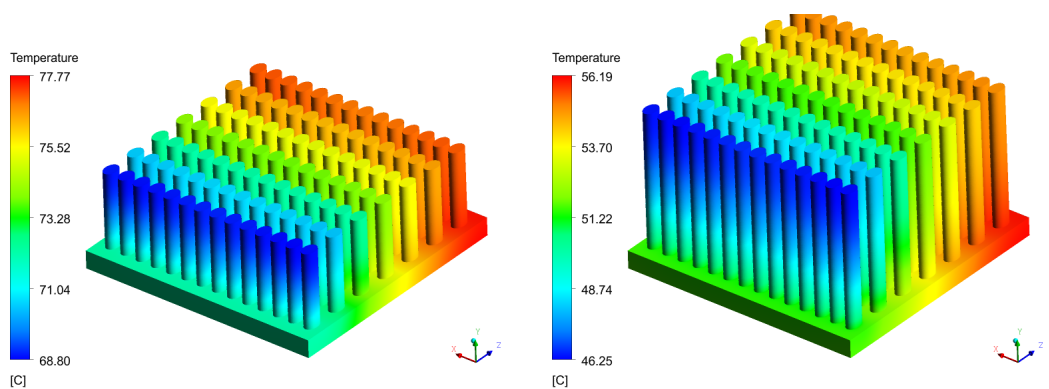 Temperature
77.77
75.52
73.28
71.04
68.80
[C]
X
Y
Z
Temperature
56.19
53.70
51.22
48.74
46.25
[C]
X
Y
Z